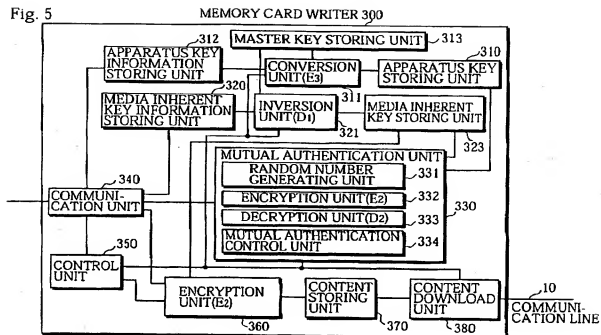 Fig. 5
MEMORY CARD WRITER 300
MASTER KEY STORING UNIT
313
312
APPARATUS KEY
INFORMATION
STORING UNIT
CONVERSION
UNIT(E3)
311
310
APPARATUS KEY
STORING UNIT
320
MEDIA INHERENT
KEY INFORMATION
STORING UNIT
INVERSION
UNIT(D1)
321
MEDIA INHERENT
KEY STORING UNIT
323
MUTUAL AUTHENTICATION UNIT
RANDOM NUMBER
GENERATING UNIT
331
ENCRYPTION UNIT(E2)
332
DECRYPTION UNIT(D2)
333
MUTUAL AUTHENTICATION
CONTROL UNIT
334
330
340
COMMUNI-
CATION UNIT
350
CONTROL
UNIT
ENCRYPTION
UNIT(E2)
360
CONTENT
STORING
UNIT
370
CONTENT
DOWNLOAD
UNIT
380
10
COMMUNICATION
LINE